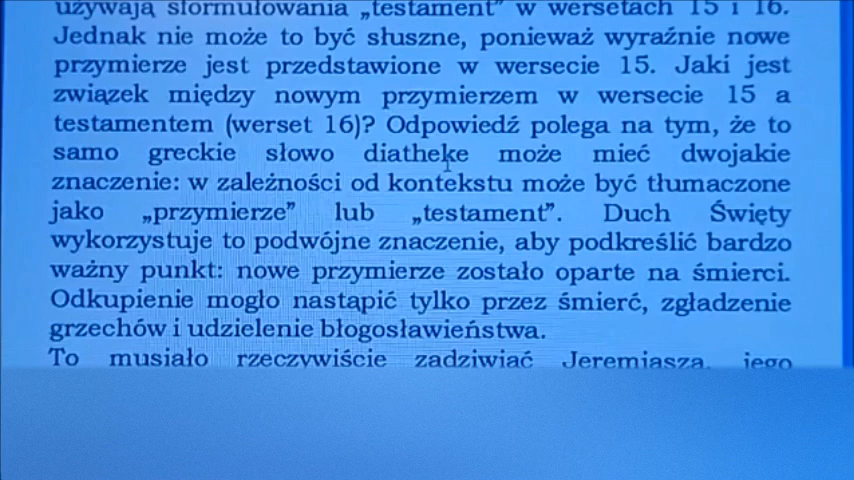 używają sformułowania „testament” w wersetach 15 i 16.
Jednak nie może to być słuszne, ponieważ wyraźnie nowe
przymierze jest przedstawione w wersecie 15. Jaki jest
związek między nowym przymierzem w wersecie 15 a
testamentem (werset 16)? Odpowiedź polega na tym, że to
samo greckie słowo diatheke może mieć dwojakie
znaczenie: w zależności od kontekstu może być tłumaczone
jako „przymierze” lub „testament”. Duch Święty
wykorzystuje to podwójne znaczenie, aby podkreślić bardzo
ważny punkt: nowe przymierze zostało oparte na śmierci.
Odkupienie mogło nastąpić tylko przez śmierć, zgładzenie
grzechów i udzielenie błogosławieństwa.
To musiało rzeczywiście zadziwiać Jeremiasza, jego